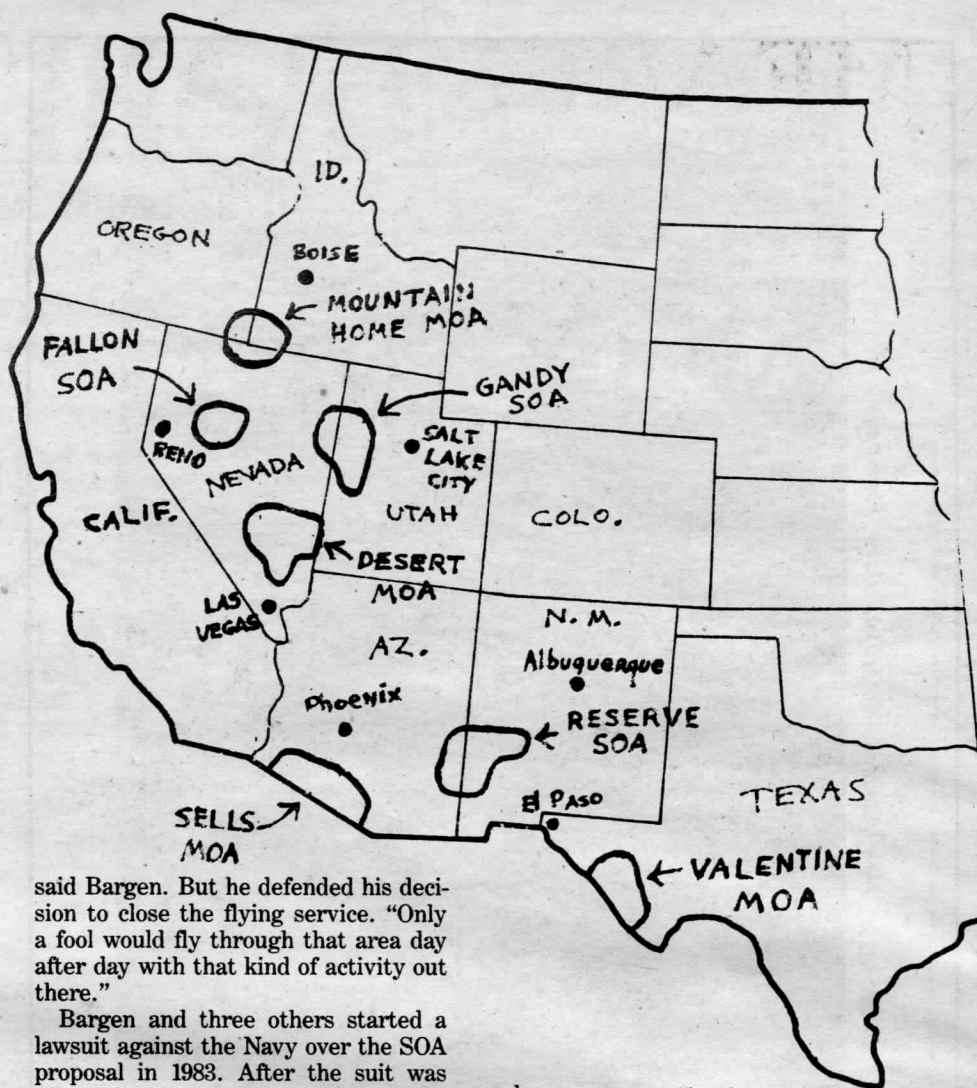 ID.
OREGON
BOISE
MOUNTAIN
HOME MOA
FALLON
SOA
GANDY
SOA
RENO
NEVADA
SALT
LAKE
CITY
CALIF.
UTAH
COLO.
DESERT
MOA
LAS
VEGAS
N. M.
AZ.
Albuquerque
Phoenix
RESERVE
SOA
El PASO
TEXAS
SELLS
MOA
VALENTINE
MOA
said Bargen. But he defended his deci-
sion to close the flying service. “Only
a fool would fly through that area day
after day with that kind of activity out
there.”
Bargen and three others started a
lawsuit against the Navy over the SOA
proposal in 1983. After the suit was